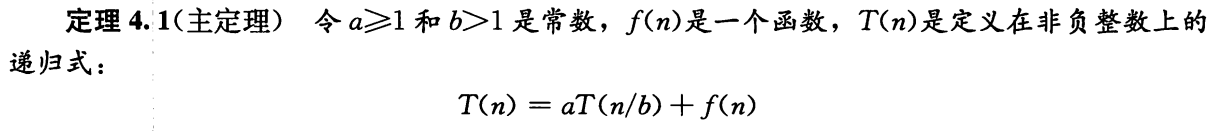 定理 4.1(主定理) 令 a⩾1 和 b>1 是常数，f(n)是一个函数，T(n)是定义在非负整数上的
递归式：
T(n) = aT(n/b) + f(n)